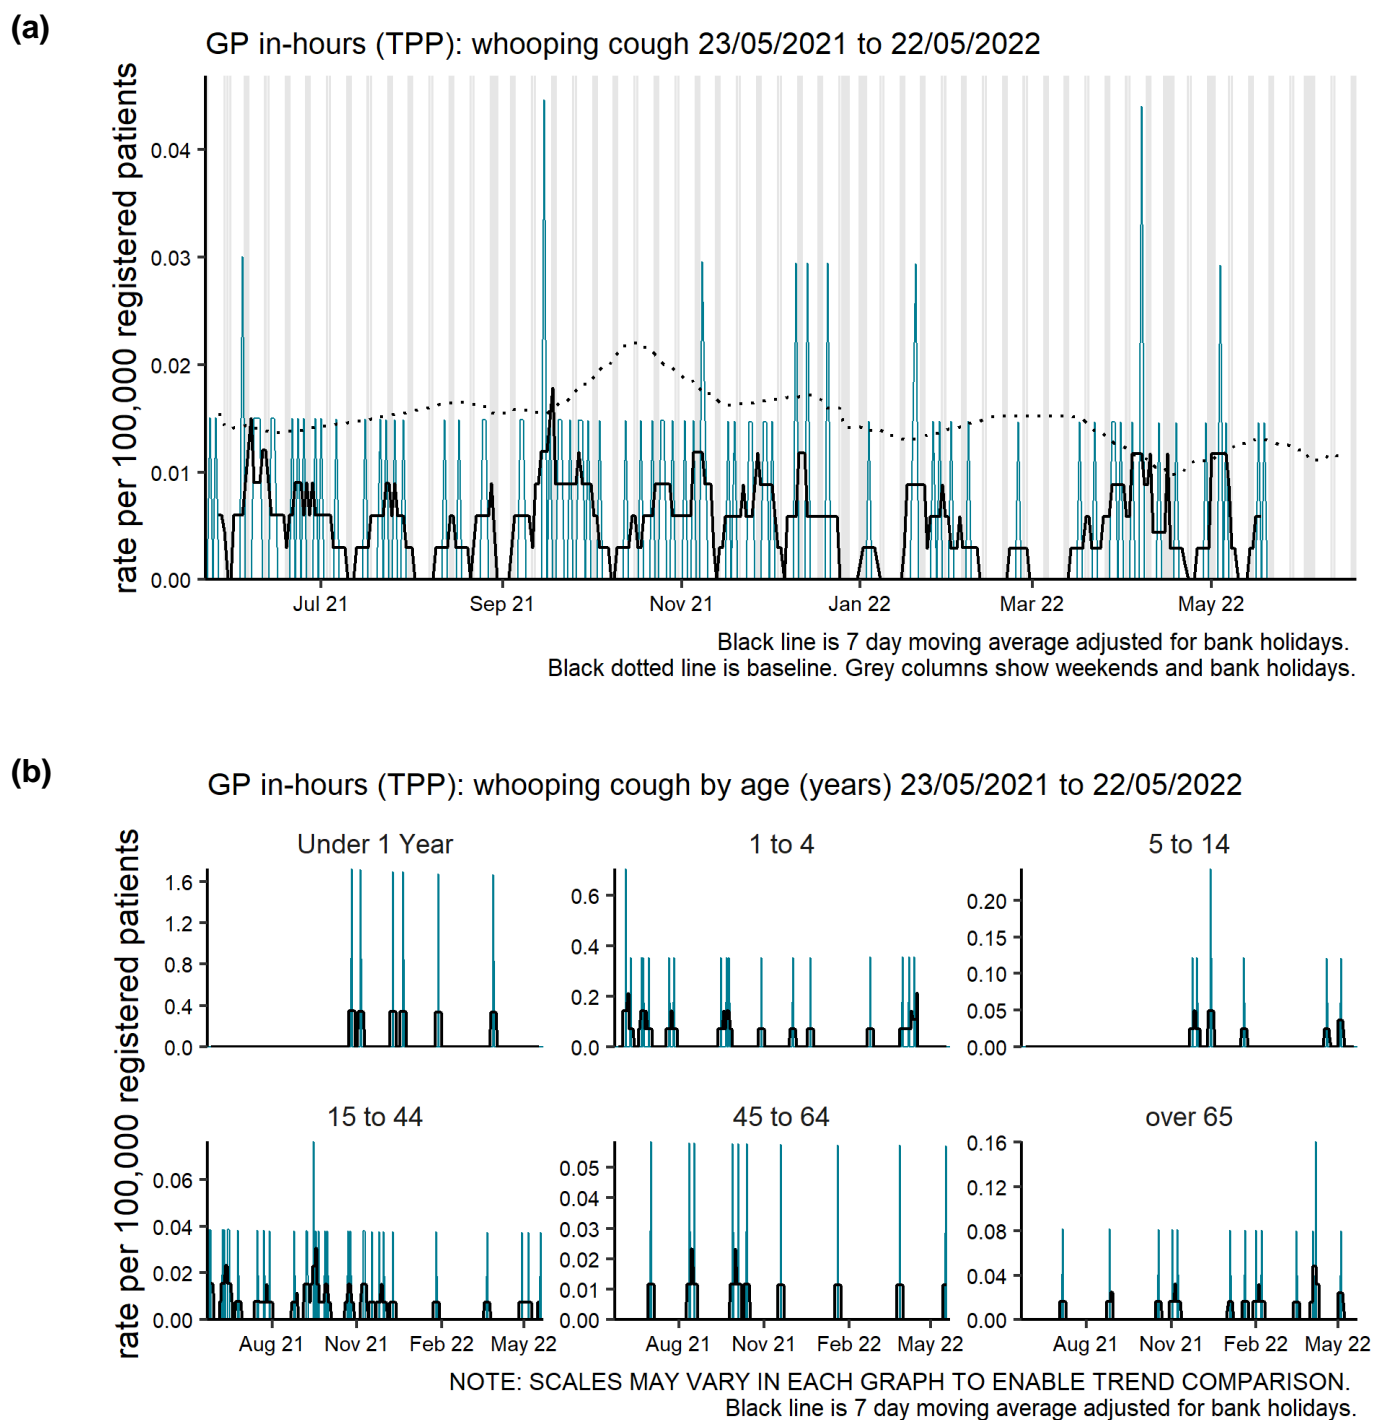 (a)
GP in-hours (TPP): whooping cough 23/05/2021 to 22/05/2022
rate per 100,000 registered patients
0.04
0.03
0.02
0.01
0.00
Jul 21 Sep 21 Nov 21 Jan 22 Mar 22 May 22
Black line is 7 day moving average adjusted for bank holidays.
Black dotted line is baseline. Grey columns show weekends and bank holidays.
(b)
GP in-hours (TPP): whooping cough by age (years) 23/05/2021 to 22/05/2022
rate per 100,000 registered patients
Under 1 Year
1.6
1.2
0.8
0.4
0.0
1 to 4
0.6
0.4
0.2
0.0
5 to 14
0.20
0.15
0.10
0.05
0.00
15 to 44
0.06
0.04
0.02
0.00
Aug 21 Nov 21 Feb 22 May 22
45 to 64
0.05
0.04
0.03
0.02
0.01
0.00
Aug 21 Nov 21 Feb 22 May 22
over 65
0.16
0.12
0.08
0.04
0.00
Aug 21 Nov 21 Feb 22 May 22
NOTE: SCALES MAY VARY IN EACH GRAPH TO ENABLE TREND COMPARISON.
Black line is 7 day moving average adjusted for bank holidays.